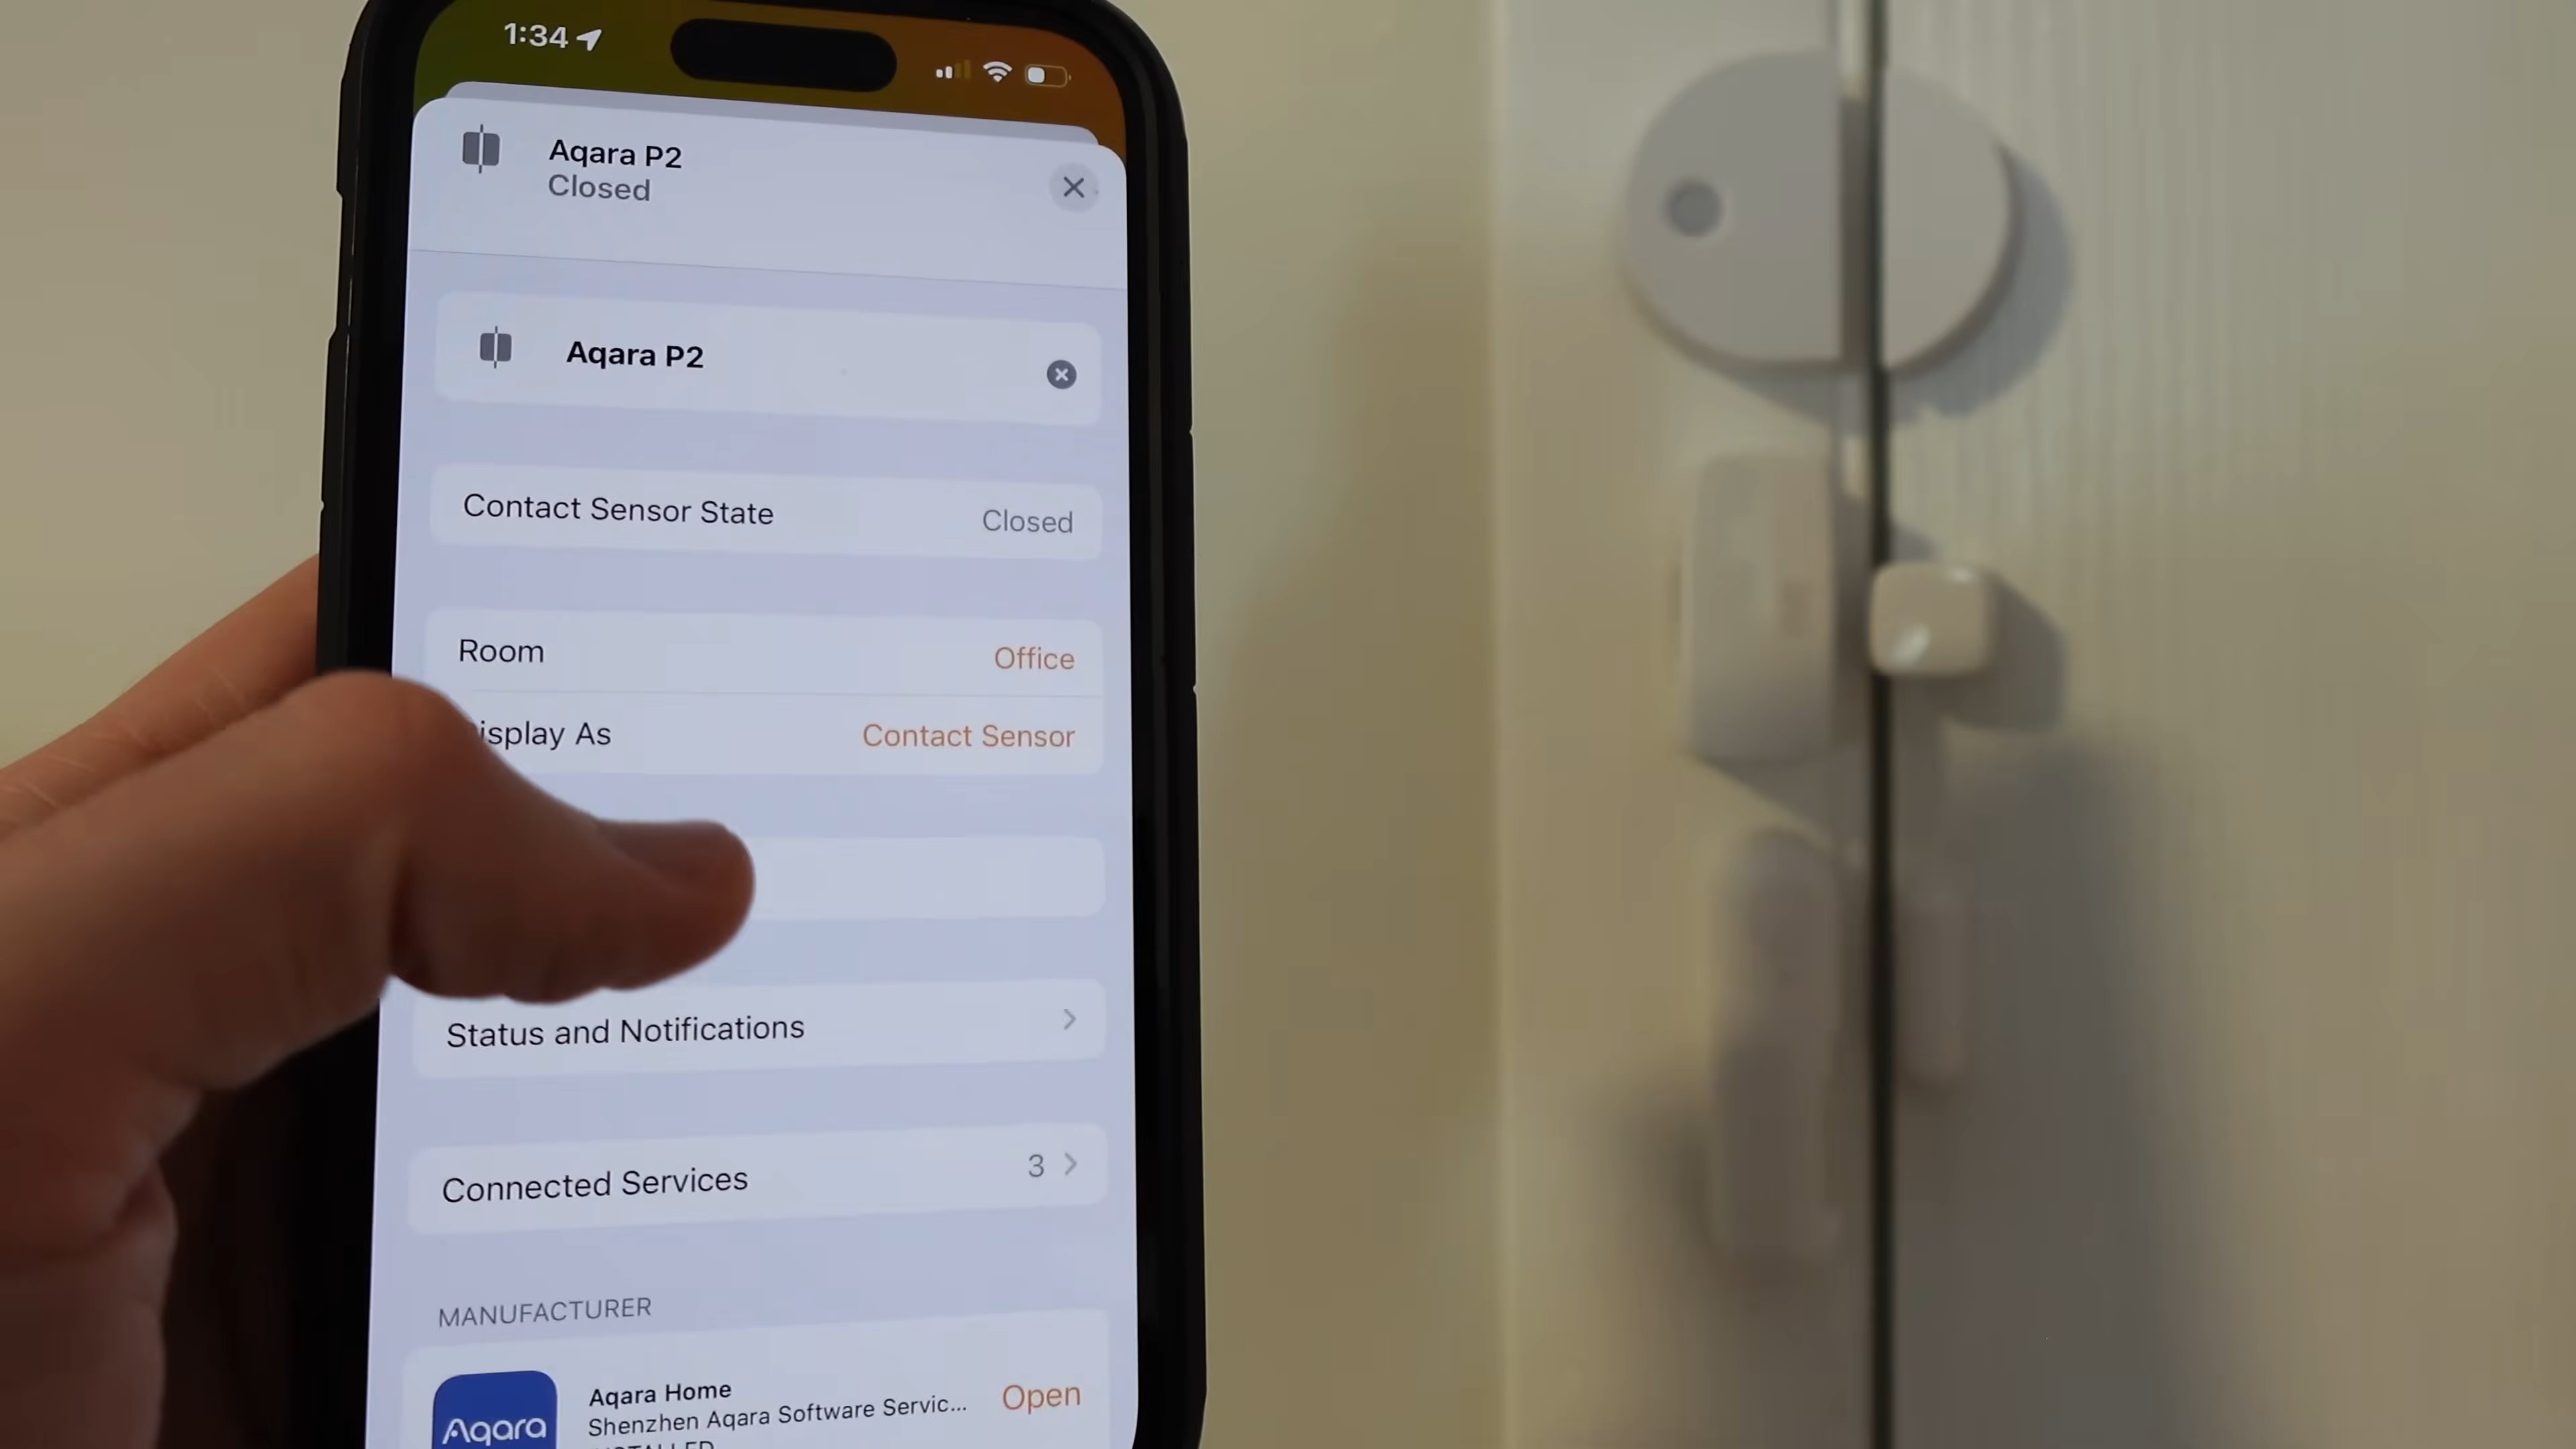 1:34
Aqara P2
Closed
Aqara P2
Contact Sensor State Closed
Room Office
isplay As Contact Sensor
Status and Notifications
Connected Services 3
MANUFACTURER
Aqara
Aqara Home
Shenzhen Aqara Software Servic...
Open